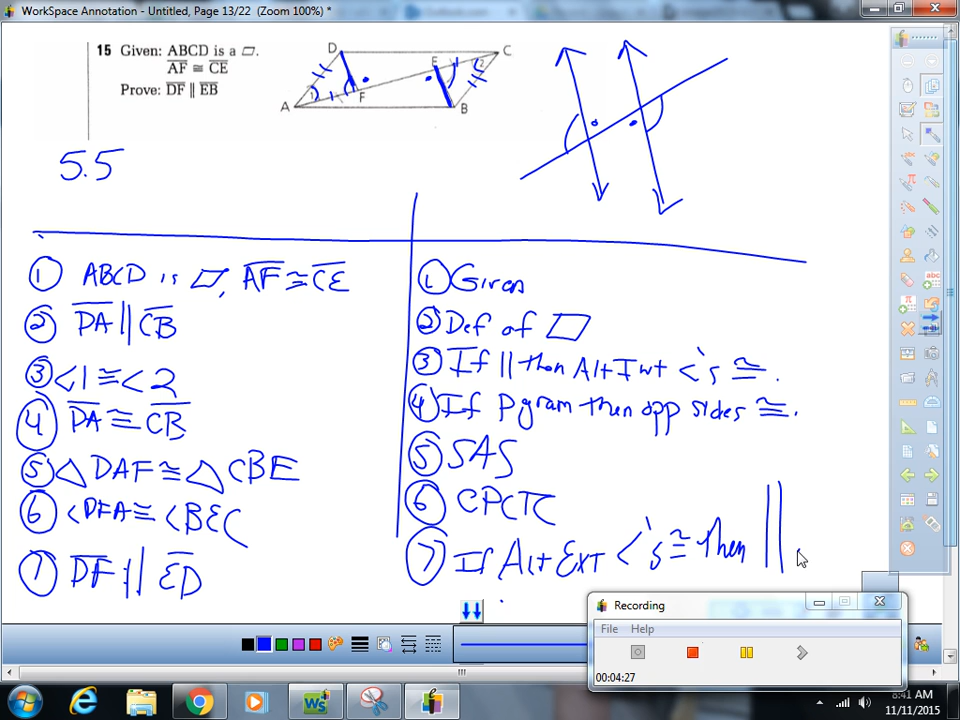 WorkSpace Annotation - Untitled, Page 13/22 (Zoom 100%) *
15 Given: ABCD is a ▱.
AF ≅ CE
Prove: DF ∥ EB
D C
E 2
1 F
A B
5.5
① ABCD is ▱, AF ≅ CE ① Given
② DA ∥ CB ② Def of ▱
③ <1 ≅ <2 ③ If || then Alt Int <'s ≅.
④ DA ≅ CB ④ If Pgram then opp sides ≅.
⑤ △DAF ≅ △CBE ⑤ SAS
⑥ <DFA ≅ <BEC ⑥ CPCTC
⑦ DF ∥ ED ⑦ If Alt EXT <'s ≅ then ||
Recording
File Help
00:04:27
8:41 AM
11/11/2015